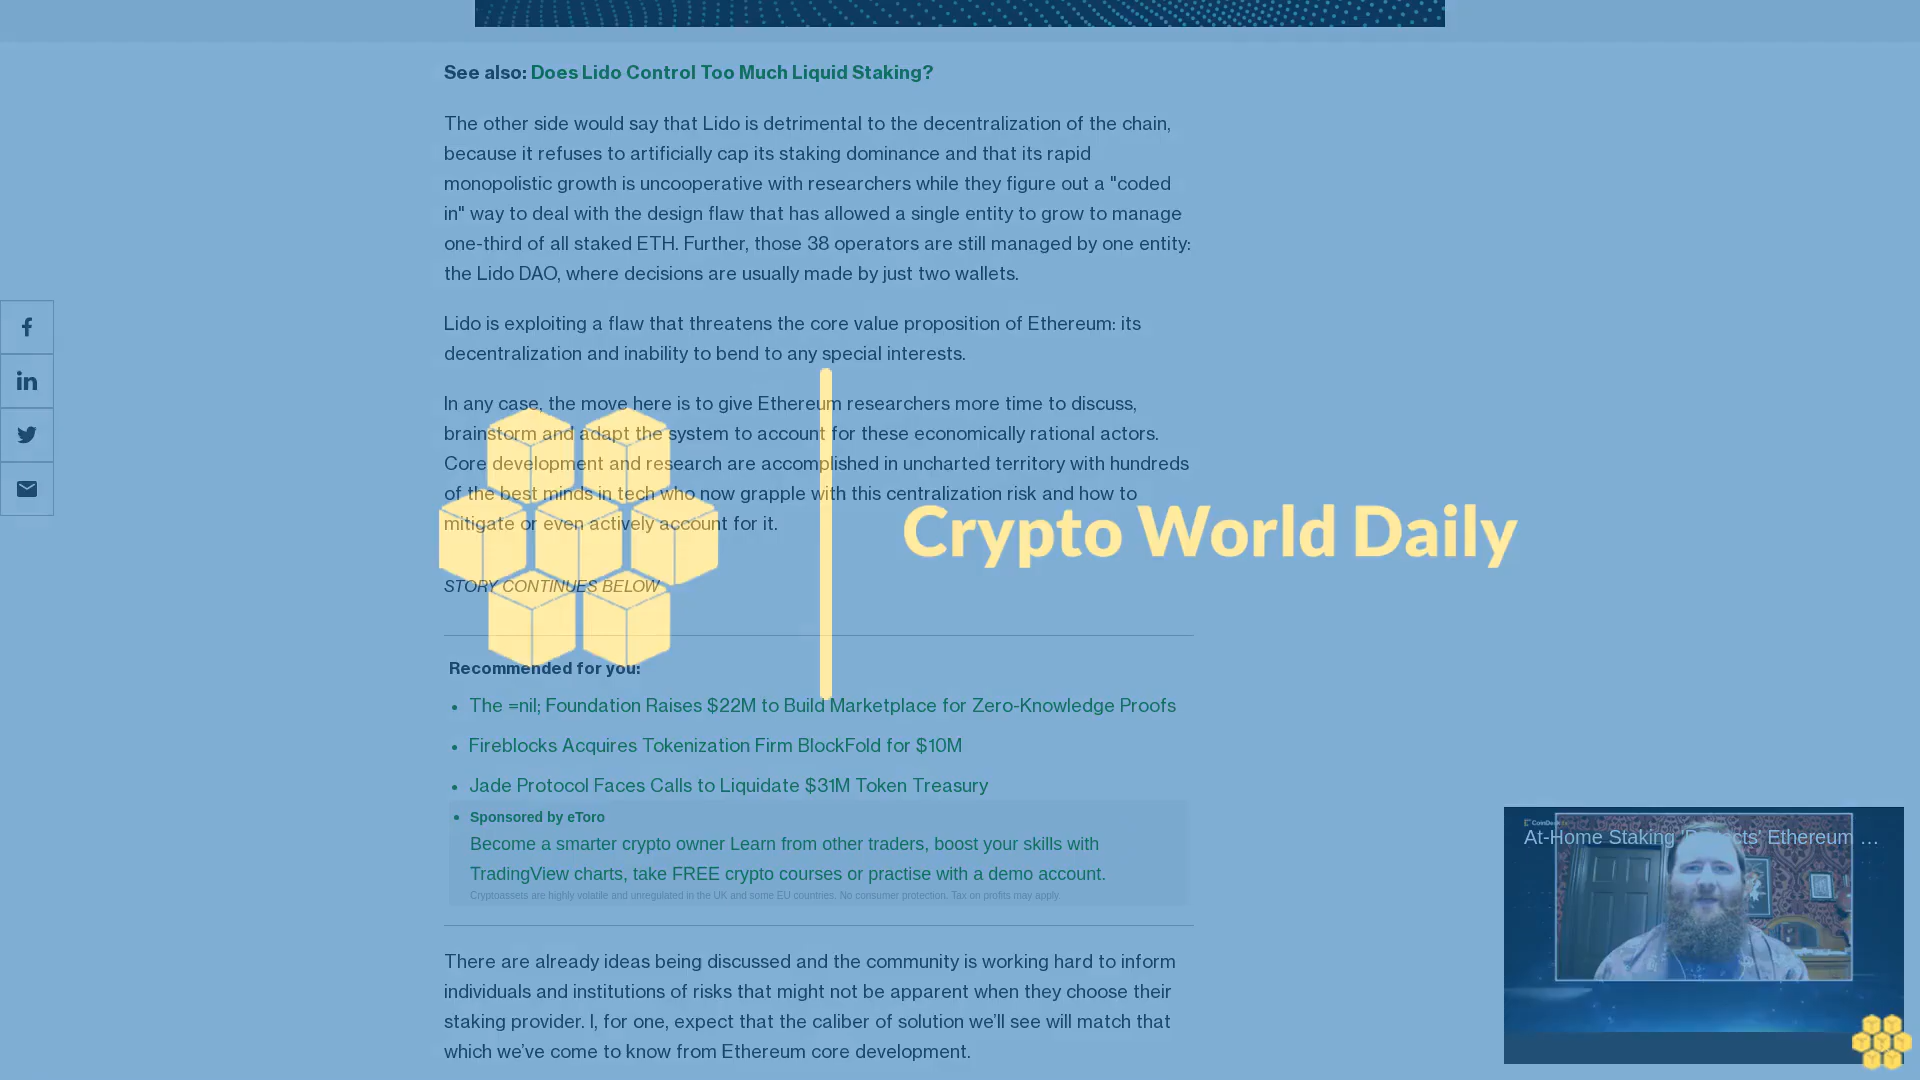 See also: Does Lido Control Too Much Liquid Staking?
The other side would say that Lido is detrimental to the decentralization of the chain,
because it refuses to artificially cap its staking dominance and that its rapid
monopolistic growth is uncooperative with researchers while they figure out a "coded
in" way to deal with the design flaw that has allowed a single entity to grow to manage
one-third of all staked ETH. Further, those 38 operators are still managed by one entity:
the Lido DAO, where decisions are usually made by just two wallets.
Lido is exploiting a flaw that threatens the core value proposition of Ethereum: its
decentralization and inability to bend to any special interests.
In any case, the move here is to give Ethereum researchers more time to discuss,
brainstorm and adapt the system to account for these economically rational actors.
Core development and research are accomplished in uncharted territory with hundreds
of the best minds in tech who now grapple with this centralization risk and how to
mitigate or even actively account for it.
Crypto World Daily
STORY CONTINUES BELOW
Recommended for you:
• The =nil; Foundation Raises $22M to Build Marketplace for Zero-Knowledge Proofs
• Fireblocks Acquires Tokenization Firm BlockFold for $10M
• Jade Protocol Faces Calls to Liquidate $31M Token Treasury
• Sponsored by eToro
Become a smarter crypto owner Learn from other traders, boost your skills with
TradingView charts, take FREE crypto courses or practise with a demo account.
Cryptoassets are highly volatile and unregulated in the UK and some EU countries. No consumer protection. Tax on profits may apply.
CoinDesk
At-Home Staking 'Protects' Ethereum ...
There are already ideas being discussed and the community is working hard to inform
individuals and institutions of risks that might not be apparent when they choose their
staking provider. I, for one, expect that the caliber of solution we'll see will match that
which we've come to know from Ethereum core development.